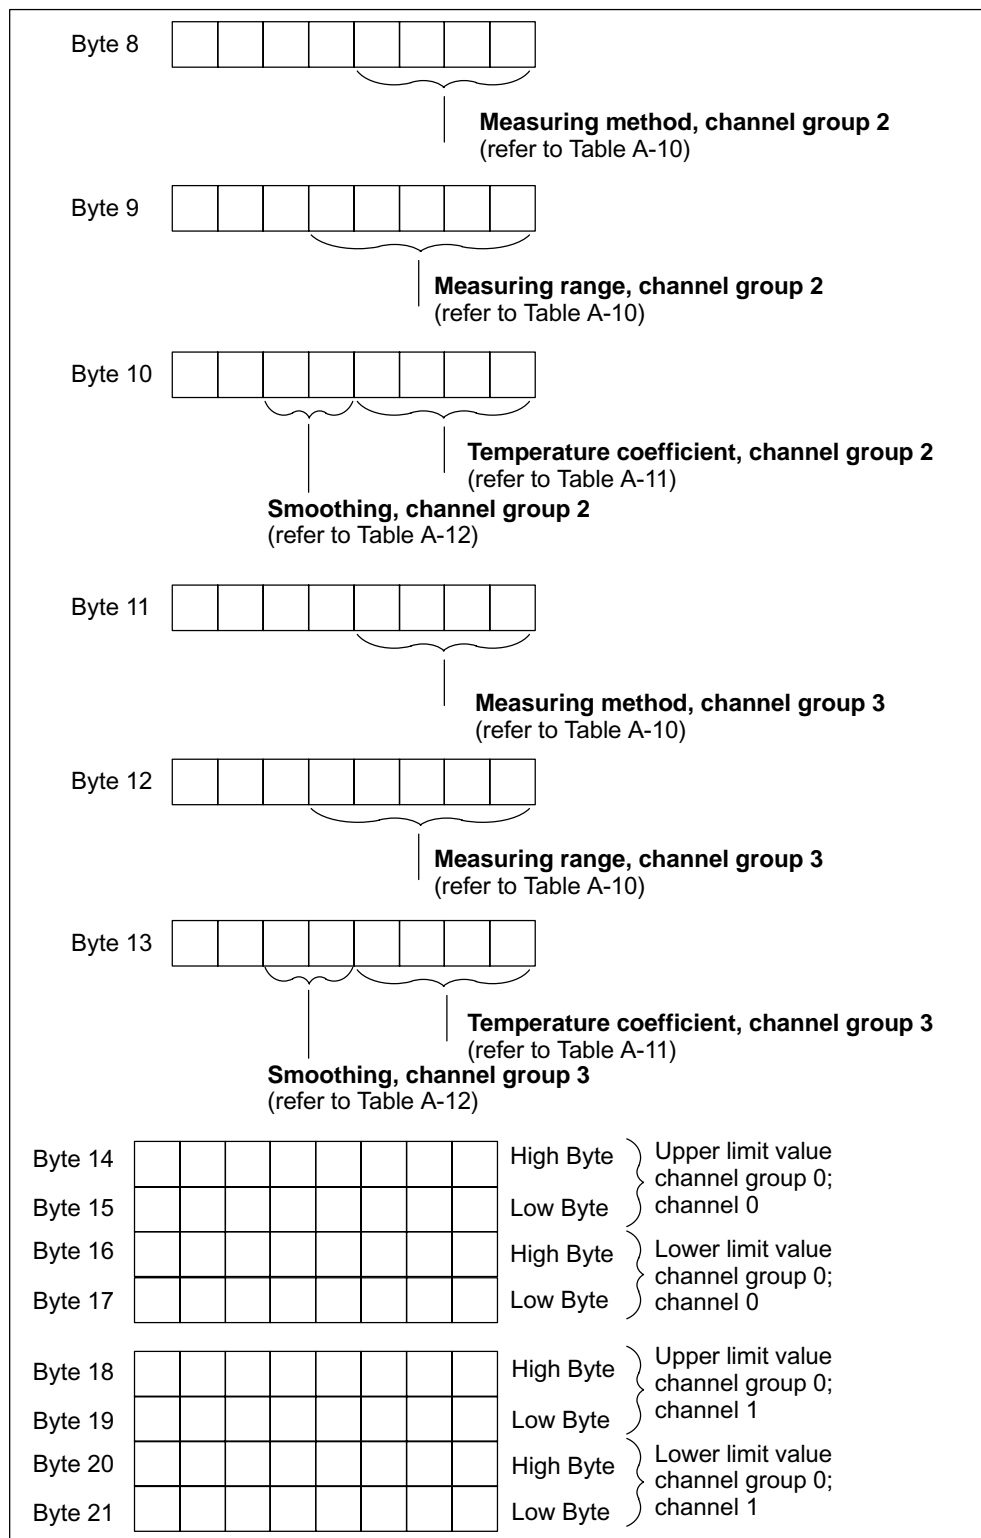 Byte 8
Measuring method, channel group 2
(refer to Table A-10)
Byte 9
Measuring range, channel group 2
(refer to Table A-10)
Byte 10
Temperature coefficient, channel group 2
(refer to Table A-11)
Smoothing, channel group 2
(refer to Table A-12)
Byte 11
Measuring method, channel group 3
(refer to Table A-10)
Byte 12
Measuring range, channel group 3
(refer to Table A-10)
Byte 13
Temperature coefficient, channel group 3
(refer to Table A-11)
Smoothing, channel group 3
(refer to Table A-12)
Byte 14
High Byte
Byte 15
Low Byte
Upper limit value
channel group 0;
channel 0
Byte 16
High Byte
Byte 17
Low Byte
Lower limit value
channel group 0;
channel 0
Byte 18
High Byte
Byte 19
Low Byte
Upper limit value
channel group 0;
channel 1
Byte 20
High Byte
Byte 21
Low Byte
Lower limit value
channel group 0;
channel 1